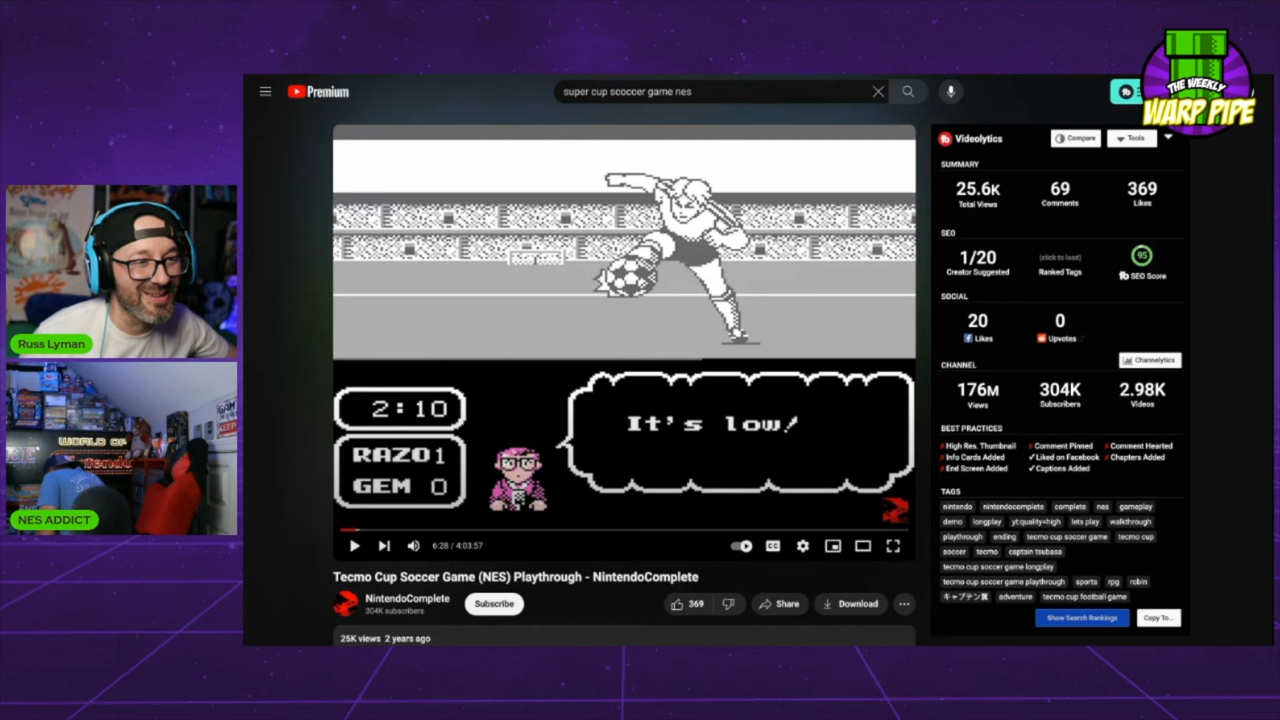 THE WEEKLY
WARP PIPE
Premium
super cup scoccer game nes
Videolytics
Compare
Tools
SUMMARY
25.6K
69
369
Total Views
Comments
Likes
SEO
1/20
(click to load)
95
Creator Suggested
Ranked Tags
SEO Score
SOCIAL
20
0
Likes
Upvotes
CHANNEL
Channelytics
176M
304K
2.98K
Views
Subscribers
Videos
BEST PRACTICES
High Res. Thumbnail
Comment Pinned
Comment Hearted
Info Cards Added
Liked on Facebook
Chapters Added
End Screen Added
Captions Added
TAGS
nintendo nintendocomplete complete nes gameplay
demo longplay yt:quality=high lets play walkthrough
playthrough ending tecmo cup soccer game tecmo cup
soccer tecmo captain tsubasa
tecmo cup soccer game longplay
tecmo cup soccer game playthrough sports rpg robin
キャプテン翼 adventure tecmo cup football game
Show Search Rankings
Copy To...
2:10
RAZO 1
GEM 0
It's low!
6:28 / 4:03:57
CC
Tecmo Cup Soccer Game (NES) Playthrough - NintendoComplete
NintendoComplete
304K subscribers
Subscribe
369
Share
Download
25K views 2 years ago
Russ Lyman
WORLD OF
Nintendo
NES ADDICT